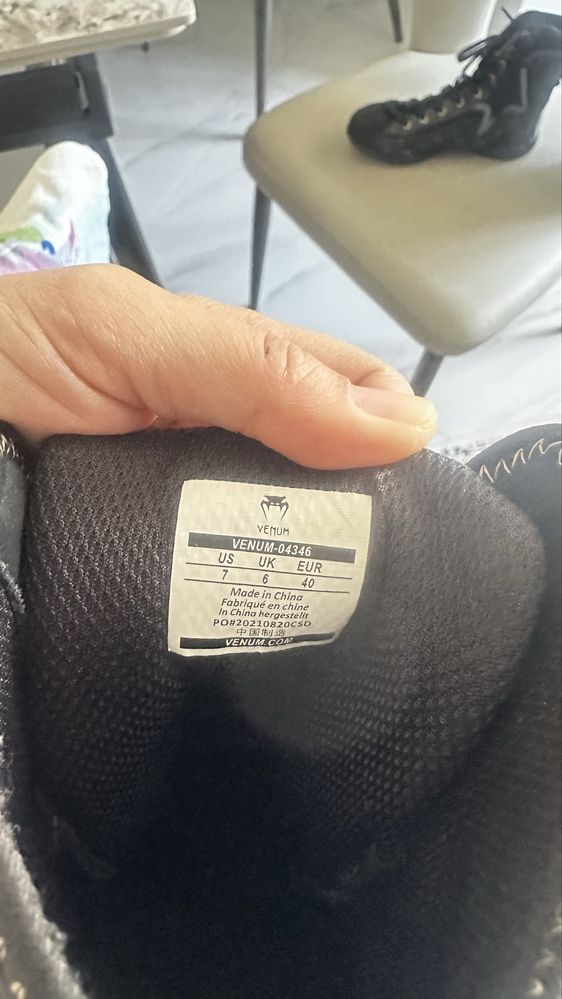 VENUM
VENUM-04346
US UK EUR
7 6 40
Made in China
Fabriqué en chine
In China hergestellt
PO#20210820CSD
中国制造
VENUM.COM